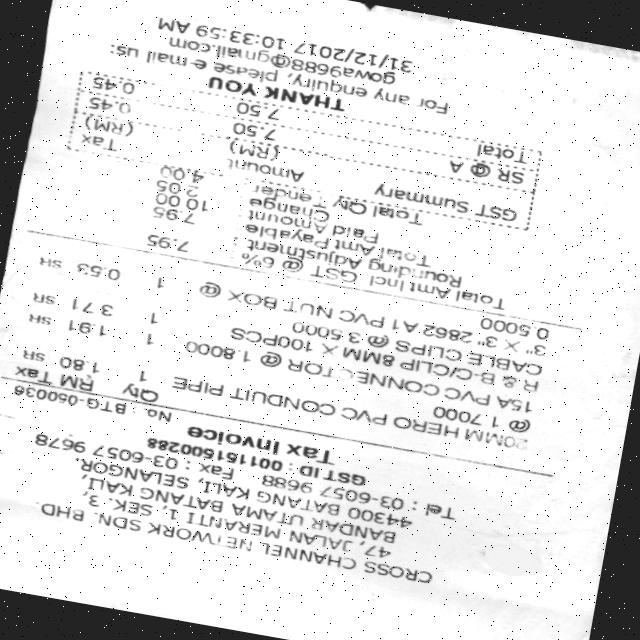 CROSS CHANNEL NETWORK SDN. BHD
47, JALAN MERANTI 1, SEK. 3,
BANDAR UTAMA BATANG KALI,
44300 BATANG KALI, SELANGOR.
Tel : 03-6057 9688 Fax : 03-6057 9678
GST ID : 001151500288
Tax Invoice
No. : BTG-050036
Qty RM Tax
20MM HERO PVC CONDUIT PIPE
@ 1.7000 1 1.80 SR
15A PVC CONNECTOR @ 1.8000
1 1.91 SH
R & B-C/CLIP 8MM X 100PCS
CABLE CLIPS @ 3.5000 1 3.71 SR
3" X 3" 2862 A1 PVC NUT BOX @
0.5000 1 0.53 SH
Total Amt Incl. GST @ 6% : 7.95
Rounding Adjustment :
Total Amt Payable : 7.95
Paid Amount : 10.00
Change : 2.05
Total Qty Tender : 4.00
GST Summary Amount Tax
(RM) (RM)
SR @ A 7.50 0.45
Total 7.50 0.45
THANK YOU
For any enquiry, please e-mail us:
gowa9688@gmail.com
31/12/2017 10:33:59 AM